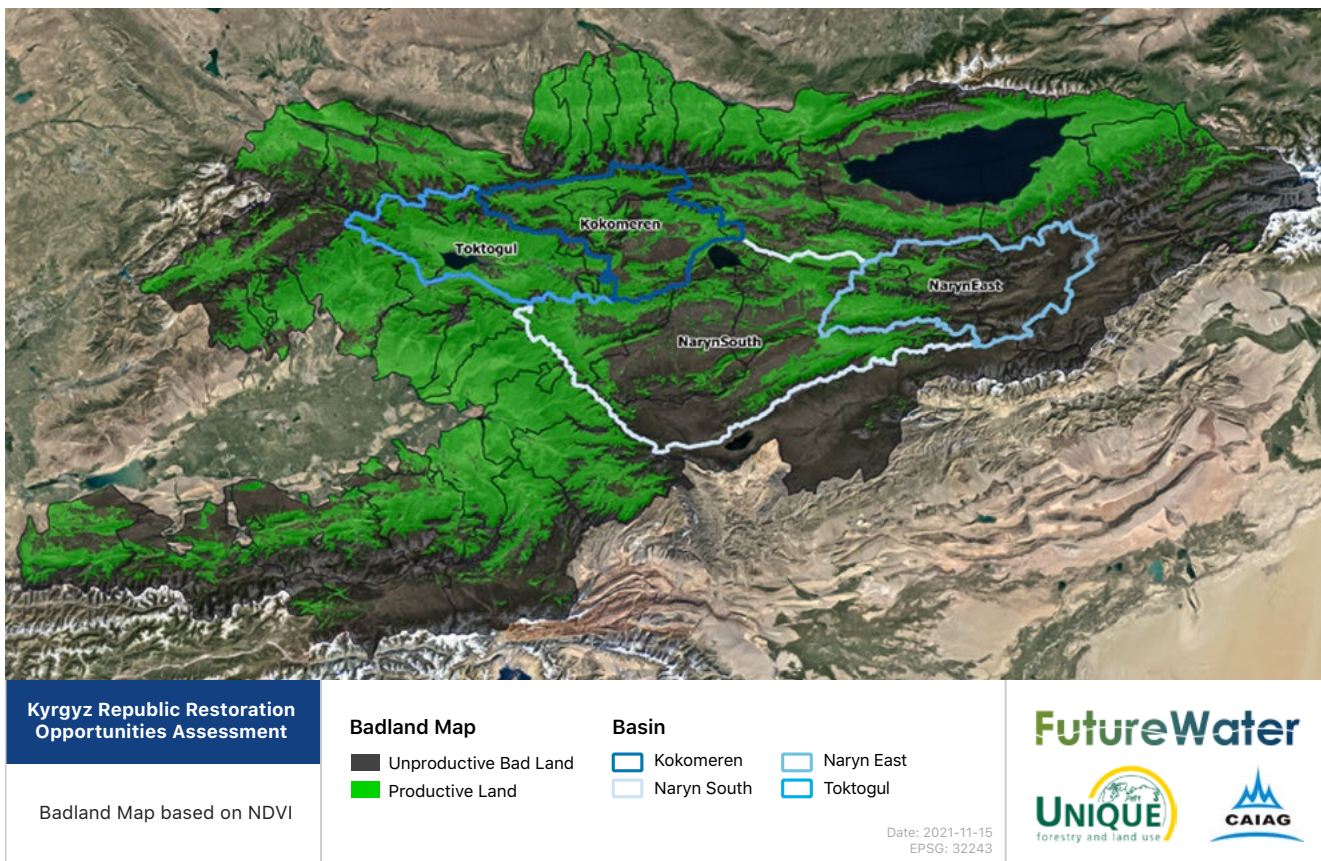 Kokomeren
Toktogul
NarynEast
NarynSouth
Kyrgyz Republic Restoration
Opportunities Assessment
Badland Map based on NDVI
Badland Map
Unproductive Bad Land
Productive Land
Basin
Kokomeren
Naryn South
Naryn East
Toktogul
Date: 2021-11-15
EPSG: 32243
FutureWater
UNIQUE
forestry and land use
CAIAG